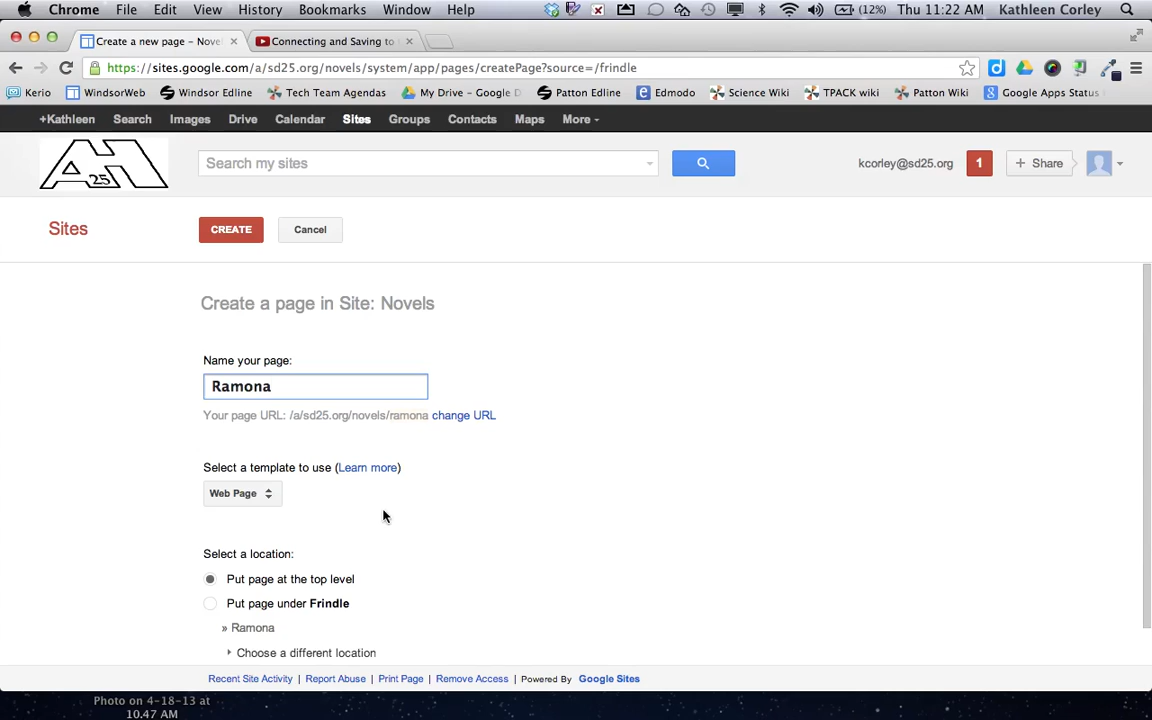 Chrome File Edit View History Bookmarks Window Help (12%) Thu 11:22 AM Kathleen Corley
Create a new page – Nove Connecting and Saving to
https://sites.google.com/a/sd25.org/novels/system/app/pages/createPage?source=/frindle
Kerio WindsorWeb Windsor Edline Tech Team Agendas My Drive – Google D Patton Edline Edmodo Science Wiki TPACK wiki Patton Wiki Google Apps Status
+Kathleen Search Images Drive Calendar Sites Groups Contacts Maps More
AH 25 Search my sites kcorley@sd25.org 1 + Share
Sites CREATE Cancel
Create a page in Site: Novels
Name your page:
Ramona
Your page URL: /a/sd25.org/novels/ramona change URL
Select a template to use (Learn more)
Web Page
Select a location:
Put page at the top level
Put page under Frindle
» Ramona
Choose a different location
Recent Site Activity | Report Abuse | Print Page | Remove Access | Powered By Google Sites
Photo on 4-18-13 at
10.47 AM